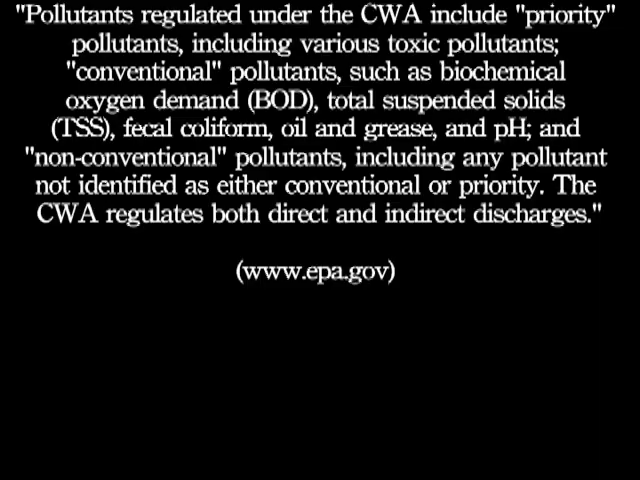 "Pollutants regulated under the CWA include "priority"
pollutants, including various toxic pollutants;
"conventional" pollutants, such as biochemical
oxygen demand (BOD), total suspended solids
(TSS), fecal coliform, oil and grease, and pH; and
"non-conventional" pollutants, including any pollutant
not identified as either conventional or priority. The
CWA regulates both direct and indirect discharges."
(www.epa.gov)